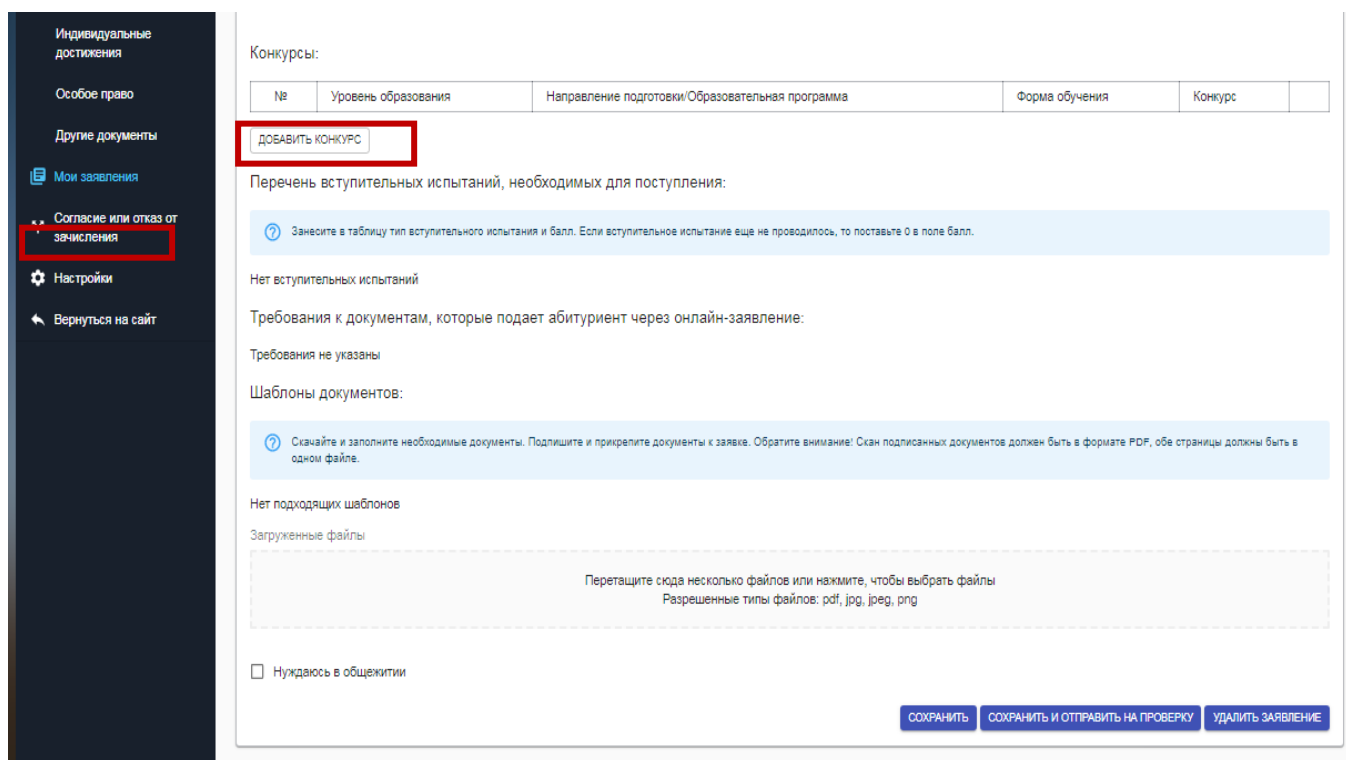 Индивидуальные
достижения
Особое право
Другие документы
Мои заявления
Согласие или отказ от
зачисления
Настройки
Вернуться на сайт
Конкурсы:
№ Уровень образования Направление подготовки/Образовательная программа Форма обучения Конкурс
ДОБАВИТЬ КОНКУРС
Перечень вступительных испытаний, необходимых для поступления:
Занесите в таблицу тип вступительного испытания и балл. Если вступительное испытание еще не проводилось, то поставьте 0 в поле балл.
Нет вступительных испытаний
Требования к документам, которые подает абитуриент через онлайн-заявление:
Требования не указаны
Шаблоны документов:
Скачайте и заполните необходимые документы. Подпишите и прикрепите документы к заявке. Обратите внимание! Скан подписанных документов должен быть в формате PDF, обе страницы должны быть в
одном файле.
Нет подходящих шаблонов
Загруженные файлы
Перетащите сюда несколько файлов или нажмите, чтобы выбрать файлы
Разрешенные типы файлов: pdf, jpg, jpeg, png
Нуждаюсь в общежитии
СОХРАНИТЬ СОХРАНИТЬ И ОТПРАВИТЬ НА ПРОВЕРКУ УДАЛИТЬ ЗАЯВЛЕНИЕ